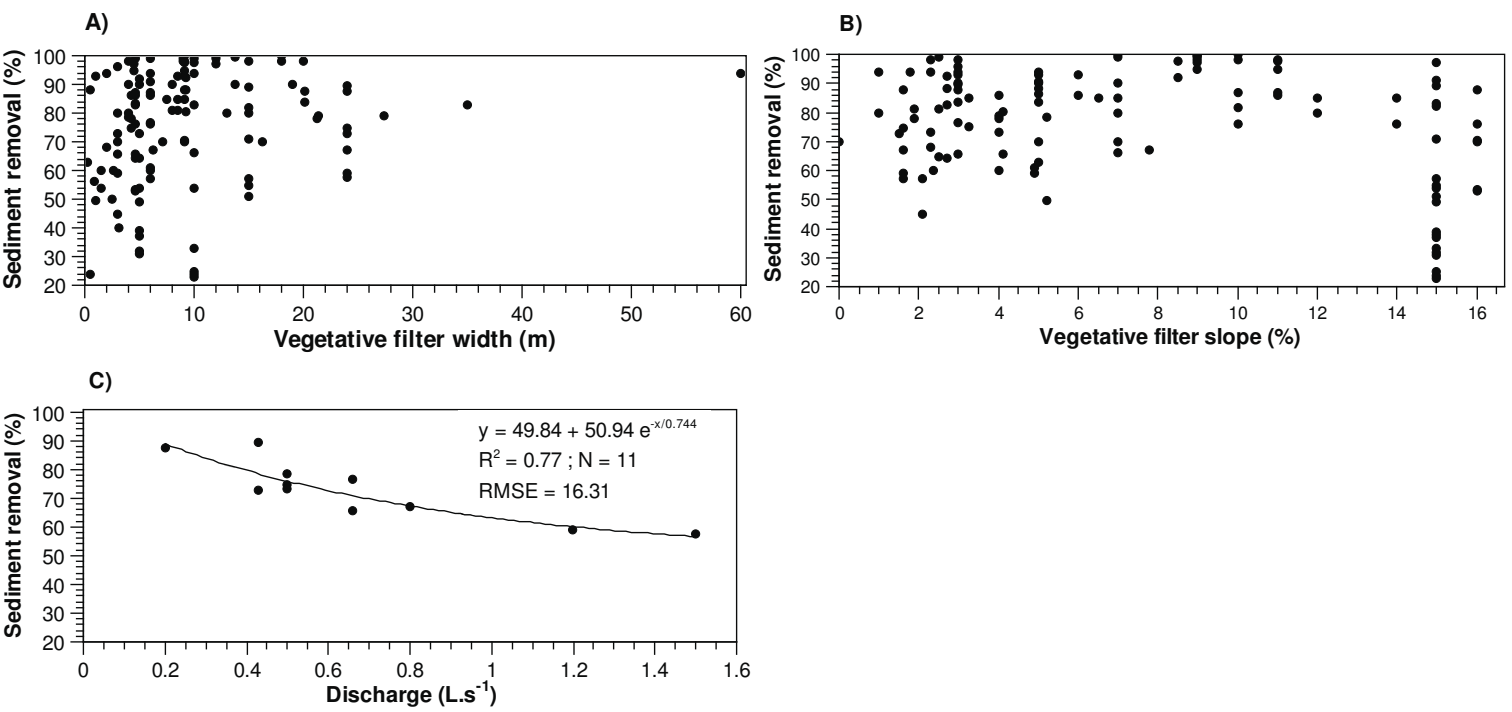 A)
Sediment removal (%)
100
90
80
70
60
50
40
30
20
0 10 20 30 40 50 60
Vegetative filter width (m)
B)
Sediment removal (%)
100
90
80
70
60
50
40
30
20
0 2 4 6 8 10 12 14 16
Vegetative filter slope (%)
C)
Sediment removal (%)
100
90
80
70
60
50
40
30
20
y = 49.84 + 50.94 e^-x/0.744
R² = 0.77 ; N = 11
RMSE = 16.31
0 0.2 0.4 0.6 0.8 1 1.2 1.4 1.6
Discharge (L.s⁻¹)